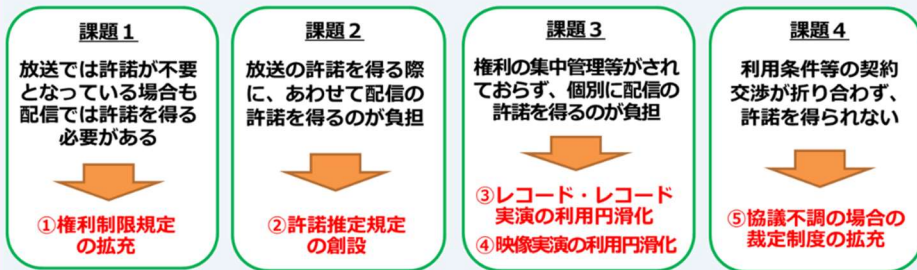 課題1
放送では許諾が不要
となっている場合も
配信では許諾を得る
必要がある
①権利制限規定
の拡充
課題2
放送の許諾を得る際
に、あわせて配信の
許諾を得るのが負担
②許諾推定規定
の創設
課題3
権利の集中管理等がされ
ておらず、個別に配信の
許諾を得るのが負担
③レコード・レコード
実演の利用円滑化
④映像実演の利用円滑化
課題4
利用条件等の契約
交渉が折り合わず、
許諾を得られない
⑤協議不調の場合の
裁定制度の拡充